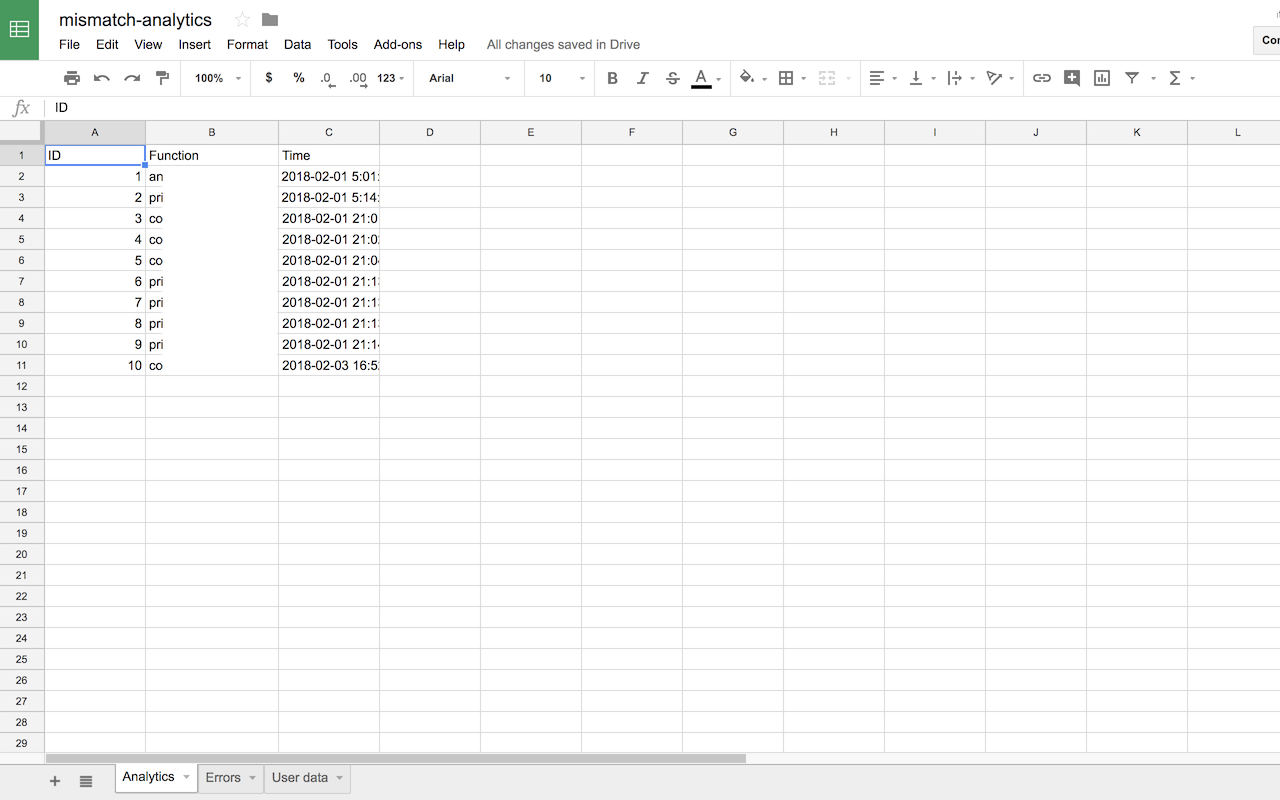 mismatch-analytics
File Edit View Insert Format Data Tools Add-ons Help All changes saved in Drive
100% $ % .0 .00 123 Arial 10 B I S A
fx ID
A B C D E F G H I J K L
1 ID Function Time
2 1 an 2018-02-01 5:01:
3 2 pri 2018-02-01 5:14:
4 3 co 2018-02-01 21:0
5 4 co 2018-02-01 21:0
6 5 co 2018-02-01 21:0
7 6 pri 2018-02-01 21:1
8 7 pri 2018-02-01 21:1
9 8 pri 2018-02-01 21:1
10 9 pri 2018-02-01 21:1
11 10 co 2018-02-03 16:5
12
13
14
15
16
17
18
19
20
21
22
23
24
25
26
27
28
29
+ Analytics Errors User data